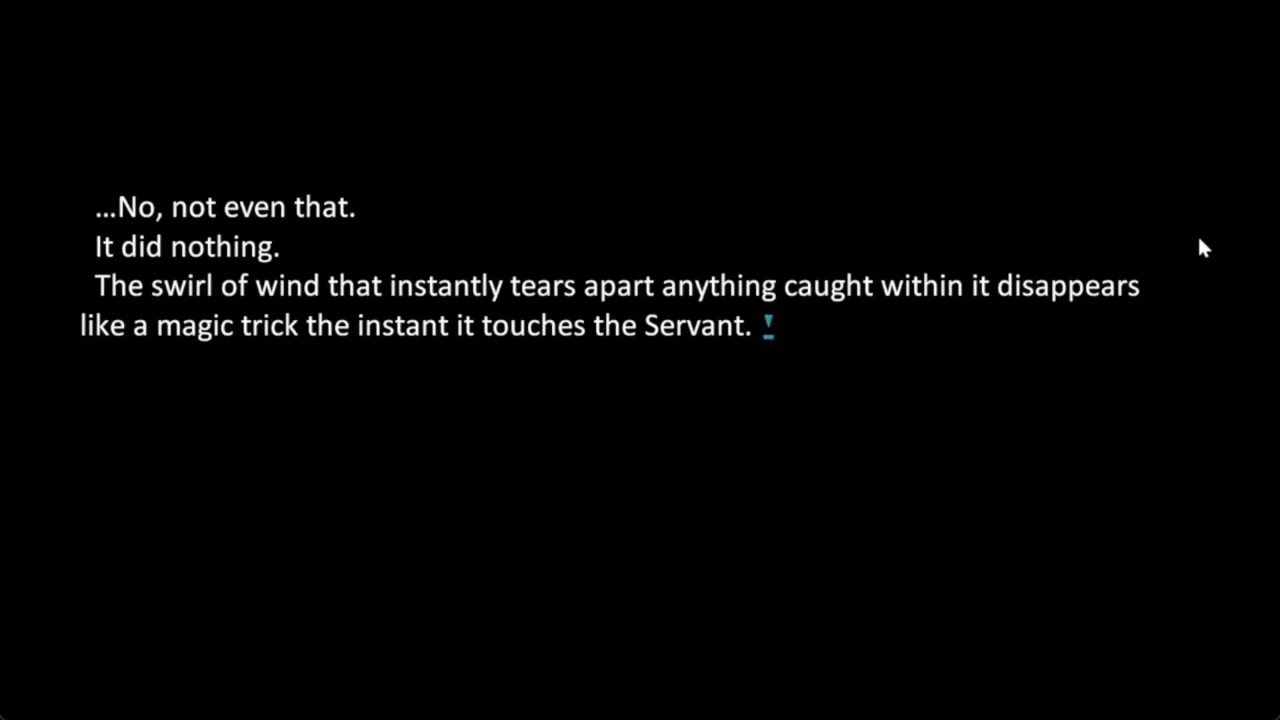 …No, not even that.
It did nothing.
The swirl of wind that instantly tears apart anything caught within it disappears
like a magic trick the instant it touches the Servant.